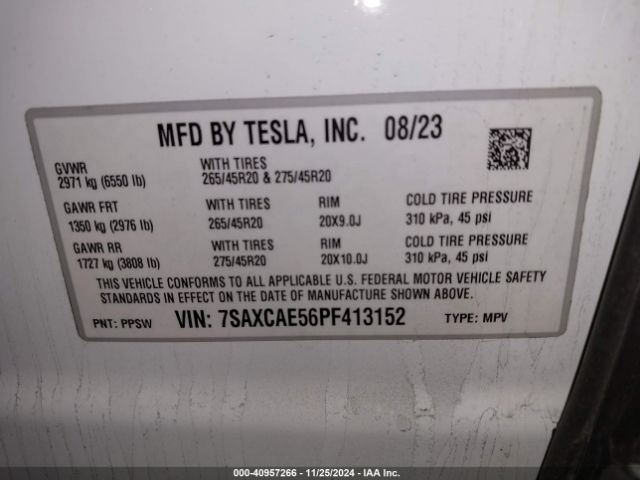 MFD BY TESLA, INC. 08/23
GVWR WITH TIRES
2971 kg (6550 lb) 265/45R20 & 275/45R20
GAWR FRT WITH TIRES RIM COLD TIRE PRESSURE
1350 kg (2976 lb) 265/45R20 20X9.0J 310 kPa, 45 psi
GAWR RR WITH TIRES RIM COLD TIRE PRESSURE
1727 kg (3808 lb) 275/45R20 20X10.0J 310 kPa, 45 psi
THIS VEHICLE CONFORMS TO ALL APPLICABLE U.S. FEDERAL MOTOR VEHICLE SAFETY
STANDARDS IN EFFECT ON THE DATE OF MANUFACTURE SHOWN ABOVE.
PNT: PPSW VIN: 7SAXCAE56PF413152 TYPE: MPV
000-40957266 - 11/25/2024 - IAA Inc.